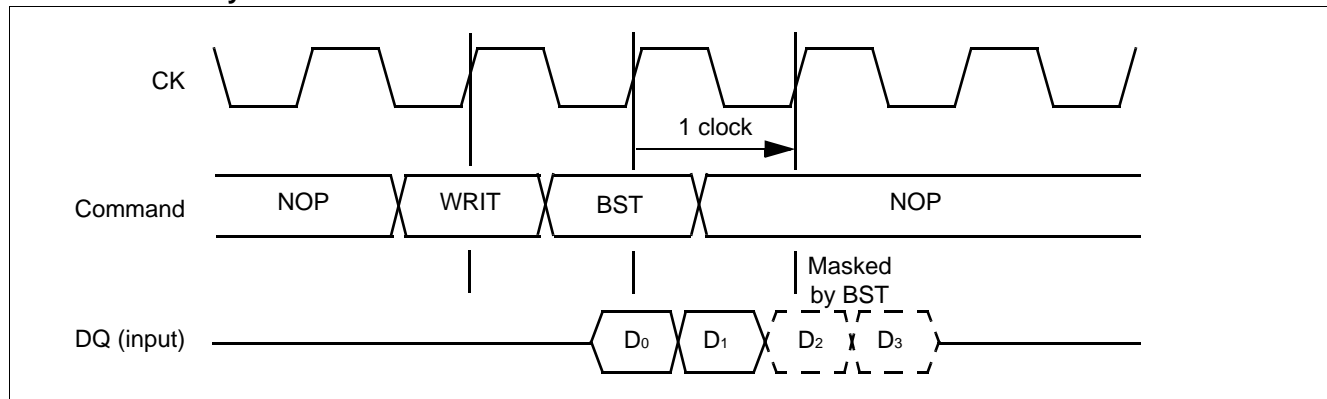 CK
1 clock
Command NOP WRIT BST NOP
Masked
by BST
DQ (input) D0 D1 D2 D3